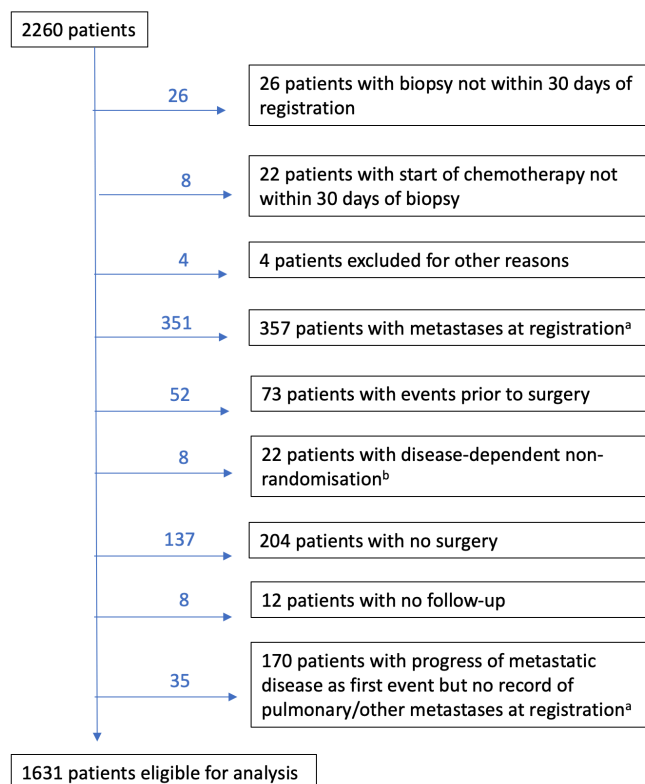 2260 patients
26
26 patients with biopsy not within 30 days of
registration
8
22 patients with start of chemotherapy not
within 30 days of biopsy
4
4 patients excluded for other reasons
351
357 patients with metastases at registrationᵃ
52
73 patients with events prior to surgery
8
22 patients with disease-dependent non-
randomisationᵇ
137
204 patients with no surgery
8
12 patients with no follow-up
35
170 patients with progress of metastatic
disease as first event but no record of
pulmonary/other metastases at registrationᵃ
1631 patients eligible for analysis